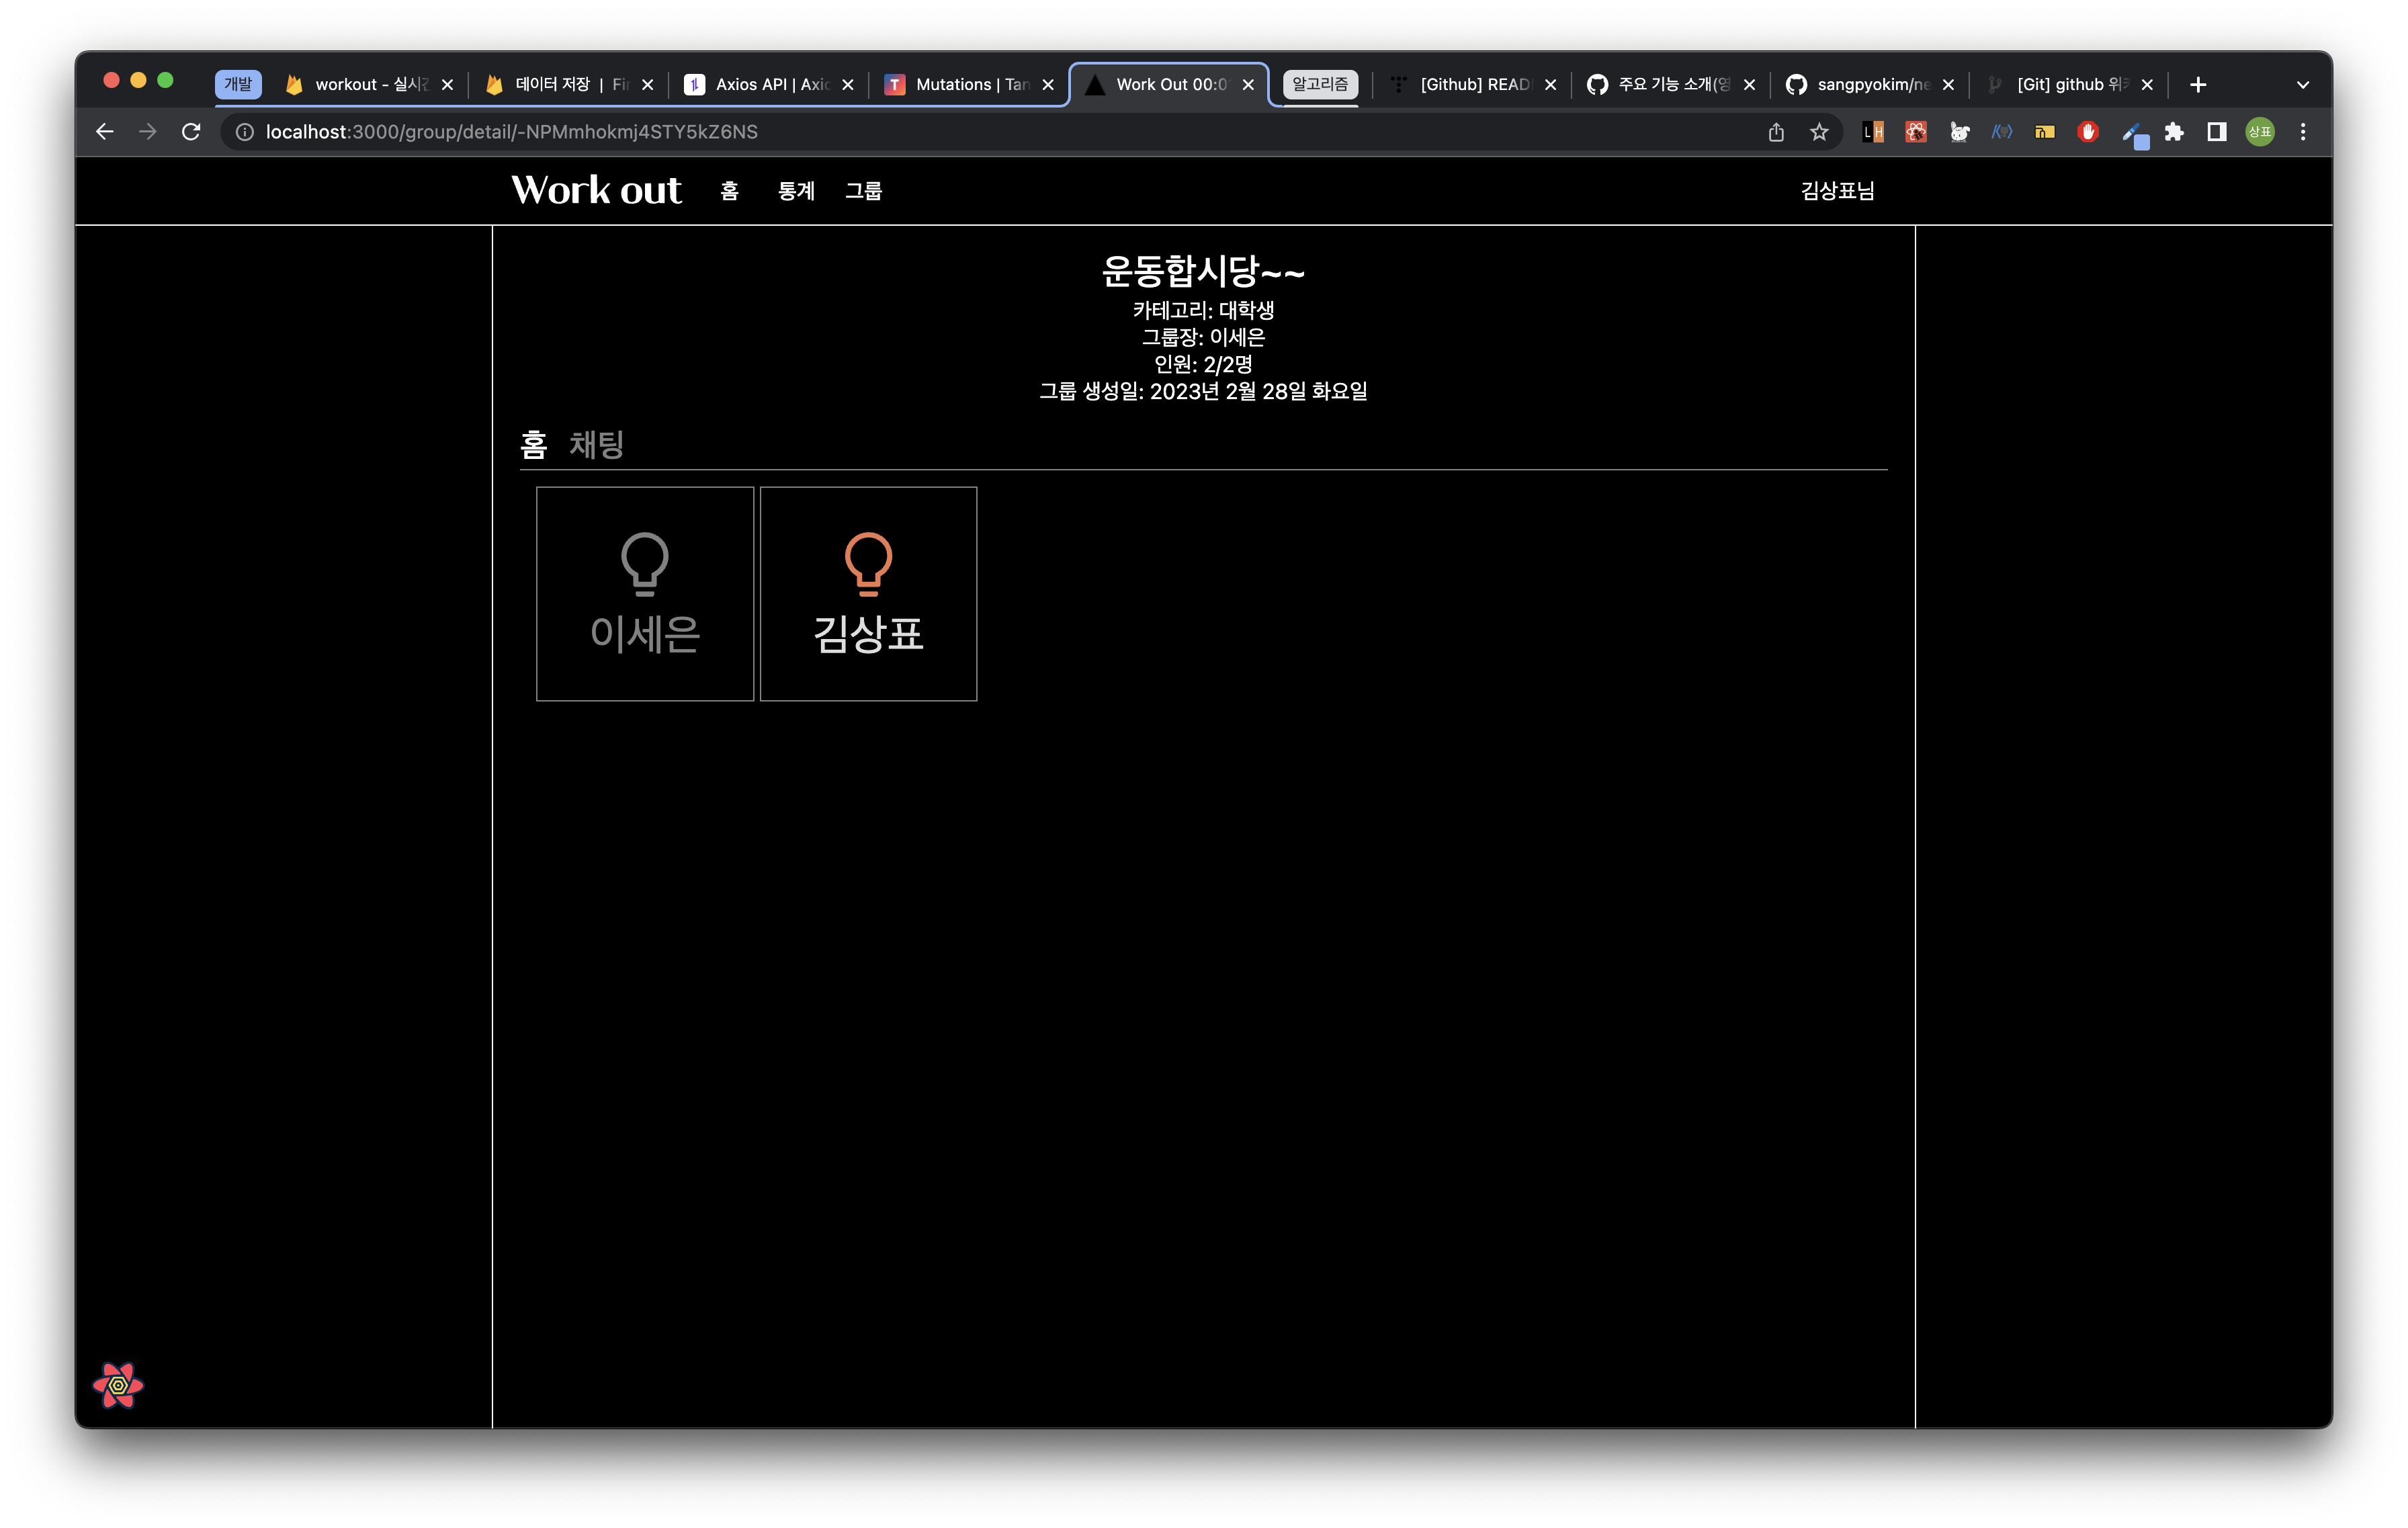 개발
workout - 실시간
데이터 저장 | Fir
Axios API | Axio
Mutations | Tan
Work Out 00:0
알고리즘
[Github] READ
주요 기능 소개(영
sangpyokim/ne
[Git] github 위키
localhost:3000/group/detail/-NPMmhokmj4STY5kZ6NS
LH
상표
Work out 홈 통계 그룹 김상표님
운동합시당~~
카테고리: 대학생
그룹장: 이세은
인원: 2/2명
그룹 생성일: 2023년 2월 28일 화요일
홈 채팅
이세은 김상표